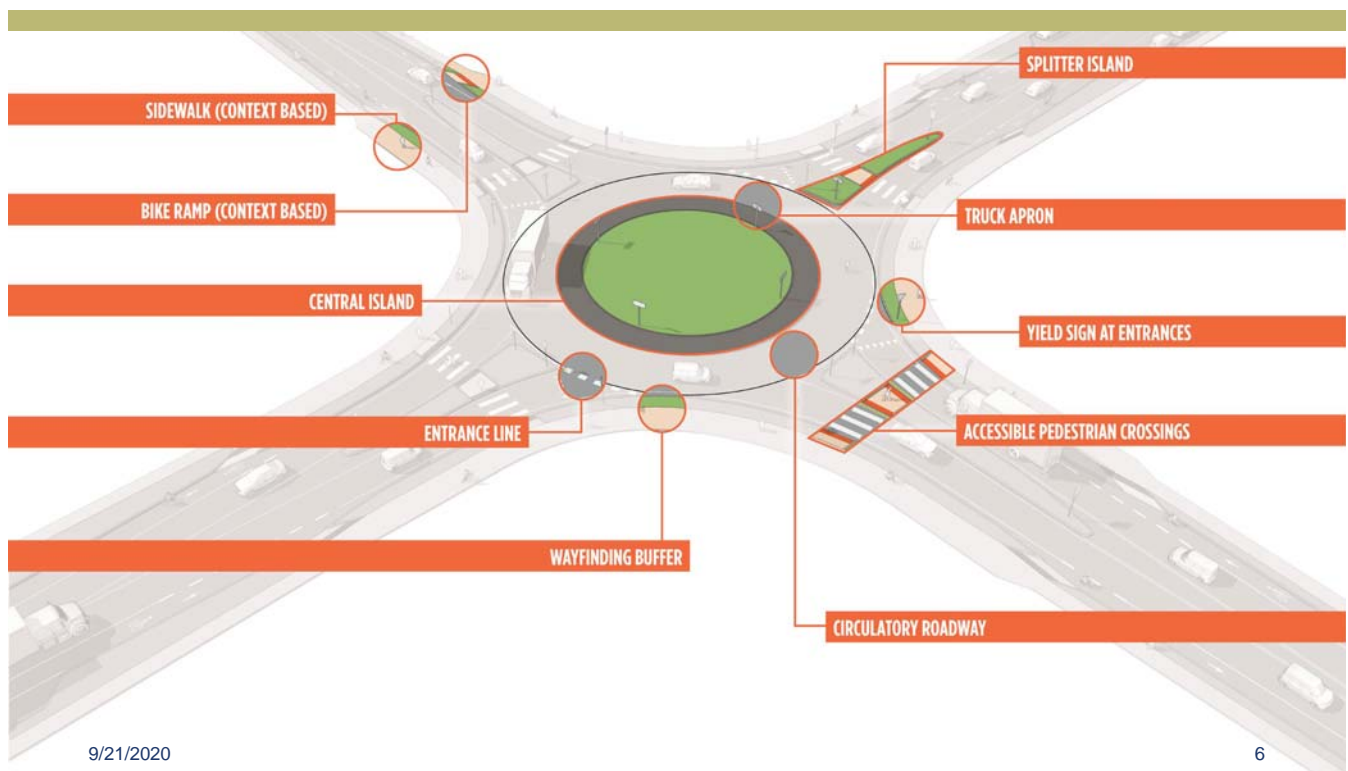 SPLITTER ISLAND
SIDEWALK (CONTEXT BASED)
BIKE RAMP (CONTEXT BASED)
TRUCK APRON
CENTRAL ISLAND
YIELD SIGN AT ENTRANCES
ENTRANCE LINE
ACCESSIBLE PEDESTRIAN CROSSINGS
WAYFINDING BUFFER
CIRCULATORY ROADWAY
9/21/2020
6